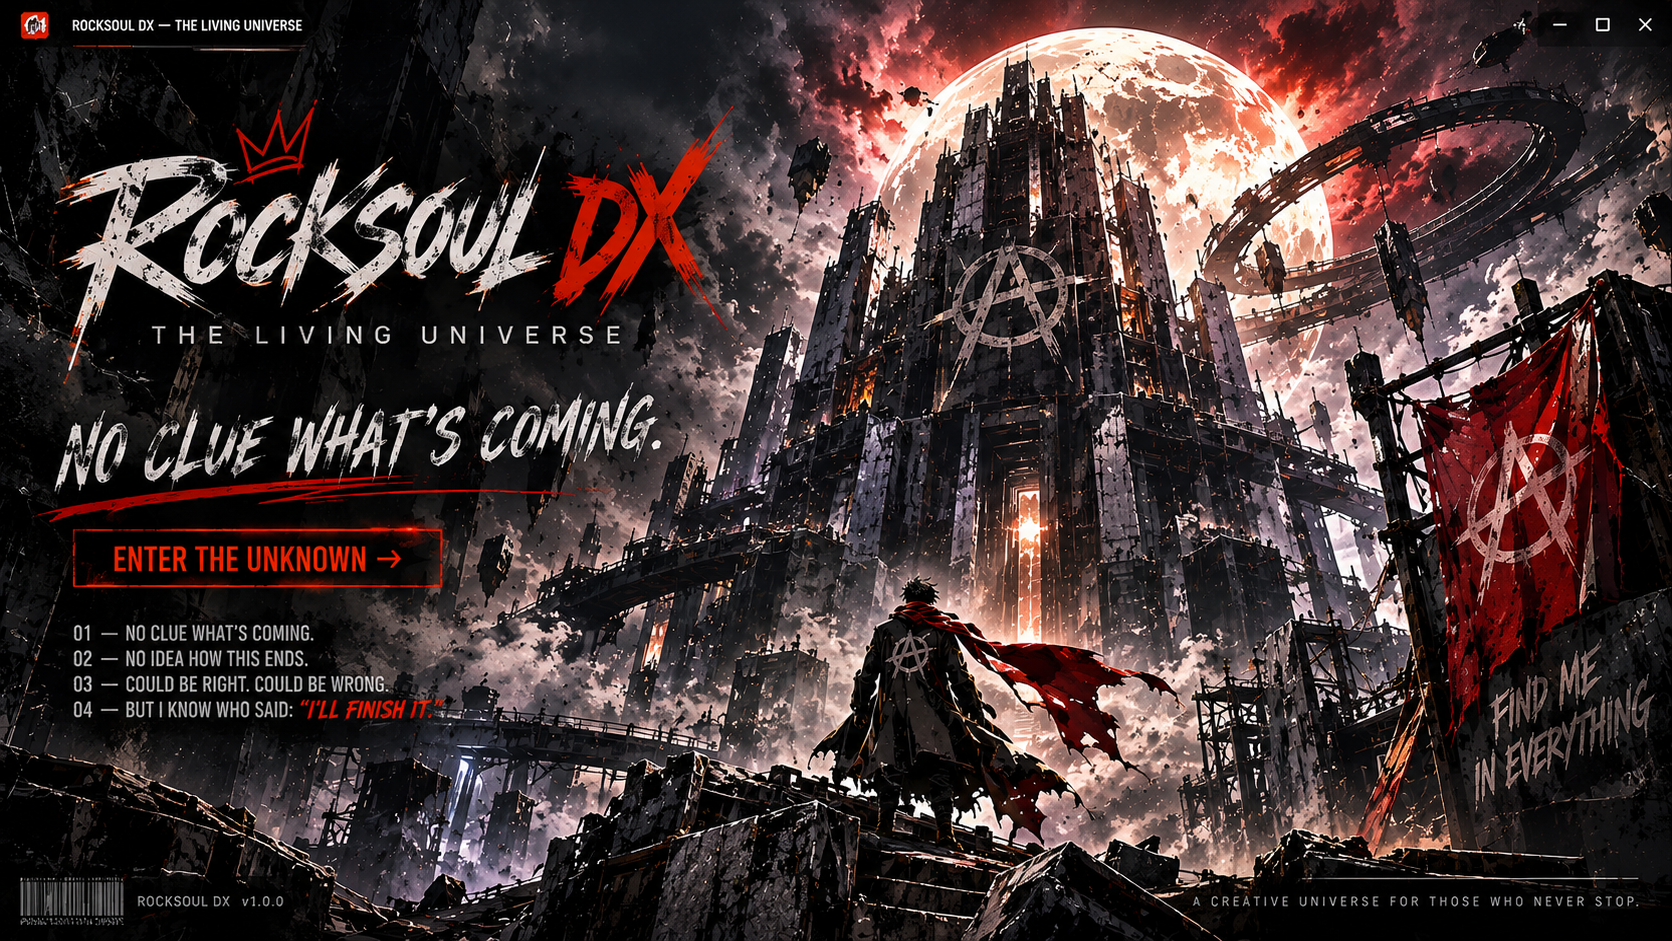 ROCKSOUL DX — THE LIVING UNIVERSE
ROCKSOUL DX
THE LIVING UNIVERSE
NO CLUE WHAT'S COMING.
ENTER THE UNKNOWN →
01 — NO CLUE WHAT'S COMING.
02 — NO IDEA HOW THIS ENDS.
03 — COULD BE RIGHT. COULD BE WRONG.
04 — BUT I KNOW WHO SAID: "I'LL FINISH IT."
FIND ME
IN EVERYTHING
ROCKSOUL DX v1.0.0
A CREATIVE UNIVERSE FOR THOSE WHO NEVER STOP.